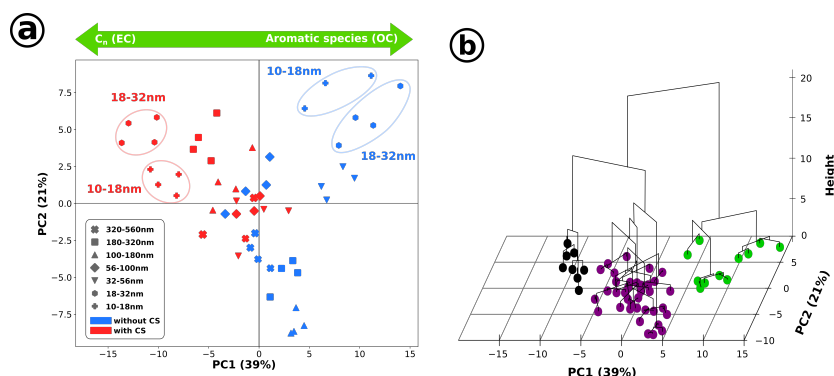 a
Cn (EC)
Aromatic species (OC)
10-18nm
18-32nm
18-32nm
10-18nm
7.5
5.0
2.5
0.0
−2.5
−5.0
−7.5
PC2 (21%)
320-560nm
180-320nm
100-180nm
56-100nm
32-56nm
18-32nm
10-18nm
without CS
with CS
−15
−10
−5
0
5
10
15
PC1 (39%)
b
20
15
10
5
0
Height
5
0
−5
−10
PC2 (21%)
−15
−10
−5
0
5
10
15
PC1 (39%)